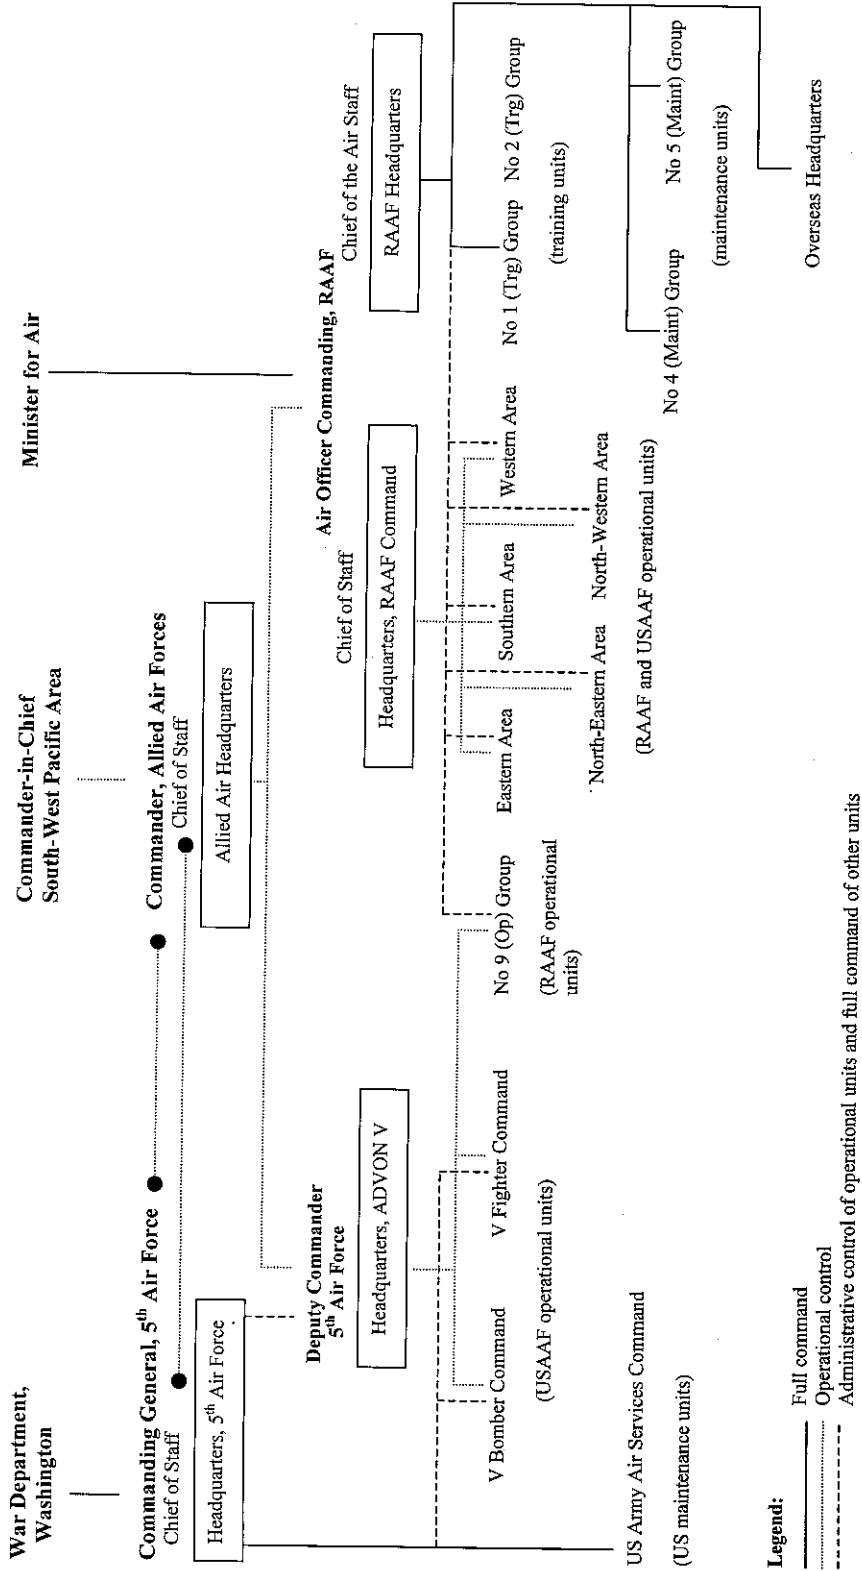 War Department,
Washington
Commander-in-Chief
South-West Pacific Area
Minister for Air
Commanding General, 5th Air Force
Chief of Staff
Headquarters, 5th Air Force
Commander, Allied Air Forces
Chief of Staff
Allied Air Headquarters
Deputy Commander
5th Air Force
Headquarters, ADVON V
Air Officer Commanding, RAAF
Chief of Staff
Headquarters, RAAF Command
Chief of the Air Staff
RAAF Headquarters
V Bomber Command
V Fighter Command
(USAAF operational units)
No 9 (Op) Group
(RAAF operational
units)
Eastern Area
Southern Area
Western Area
North-Eastern Area
North-Western Area
(RAAF and USAAF operational units)
No 1 (Trg) Group
No 2 (Trg) Group
(training units)
US Army Air Services Command
(US maintenance units)
No 4 (Maint) Group
No 5 (Maint) Group
(maintenance units)
Overseas Headquarters
Legend:
Full command
Operational control
Administrative control of operational units and full command of other units